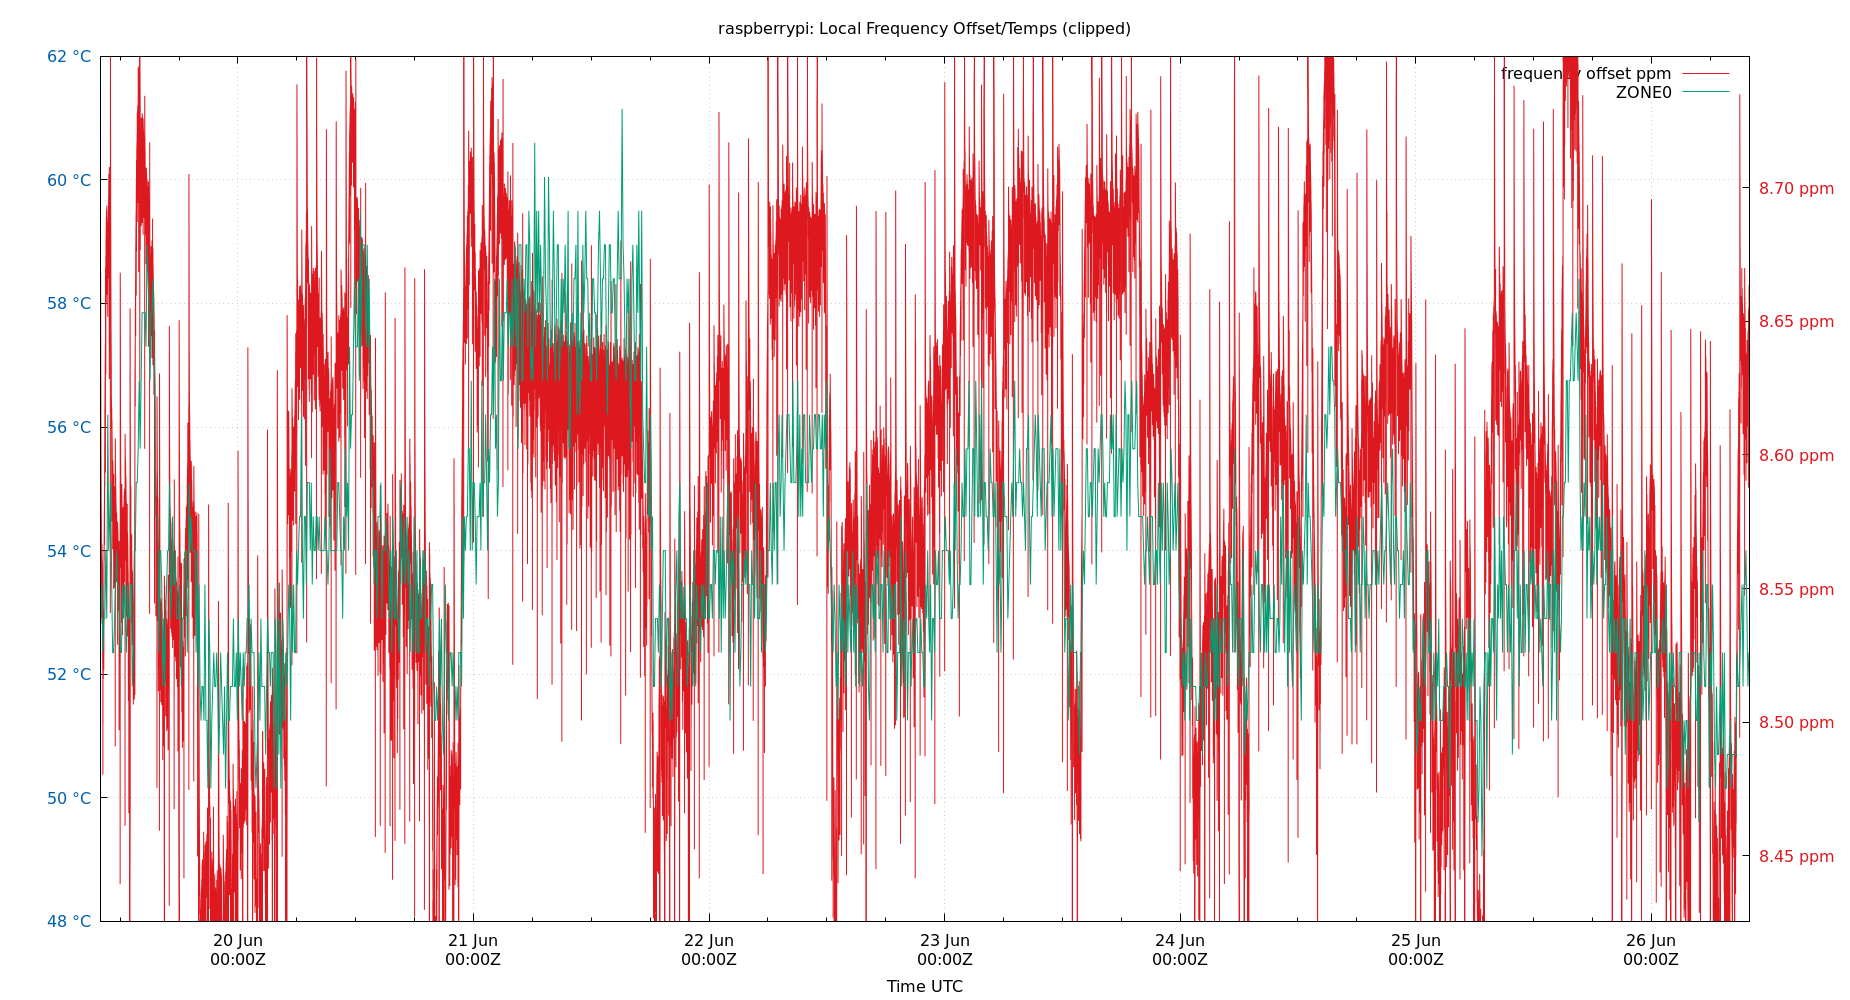 raspberrypi: Local Frequency Offset/Temps (clipped)
62 °C
60 °C
58 °C
56 °C
54 °C
52 °C
50 °C
48 °C
frequency offset ppm
ZONE0
8.70 ppm
8.65 ppm
8.60 ppm
8.55 ppm
8.50 ppm
8.45 ppm
20 Jun 21 Jun 22 Jun 23 Jun 24 Jun 25 Jun 26 Jun
00:00Z 00:00Z 00:00Z 00:00Z 00:00Z 00:00Z 00:00Z
Time UTC